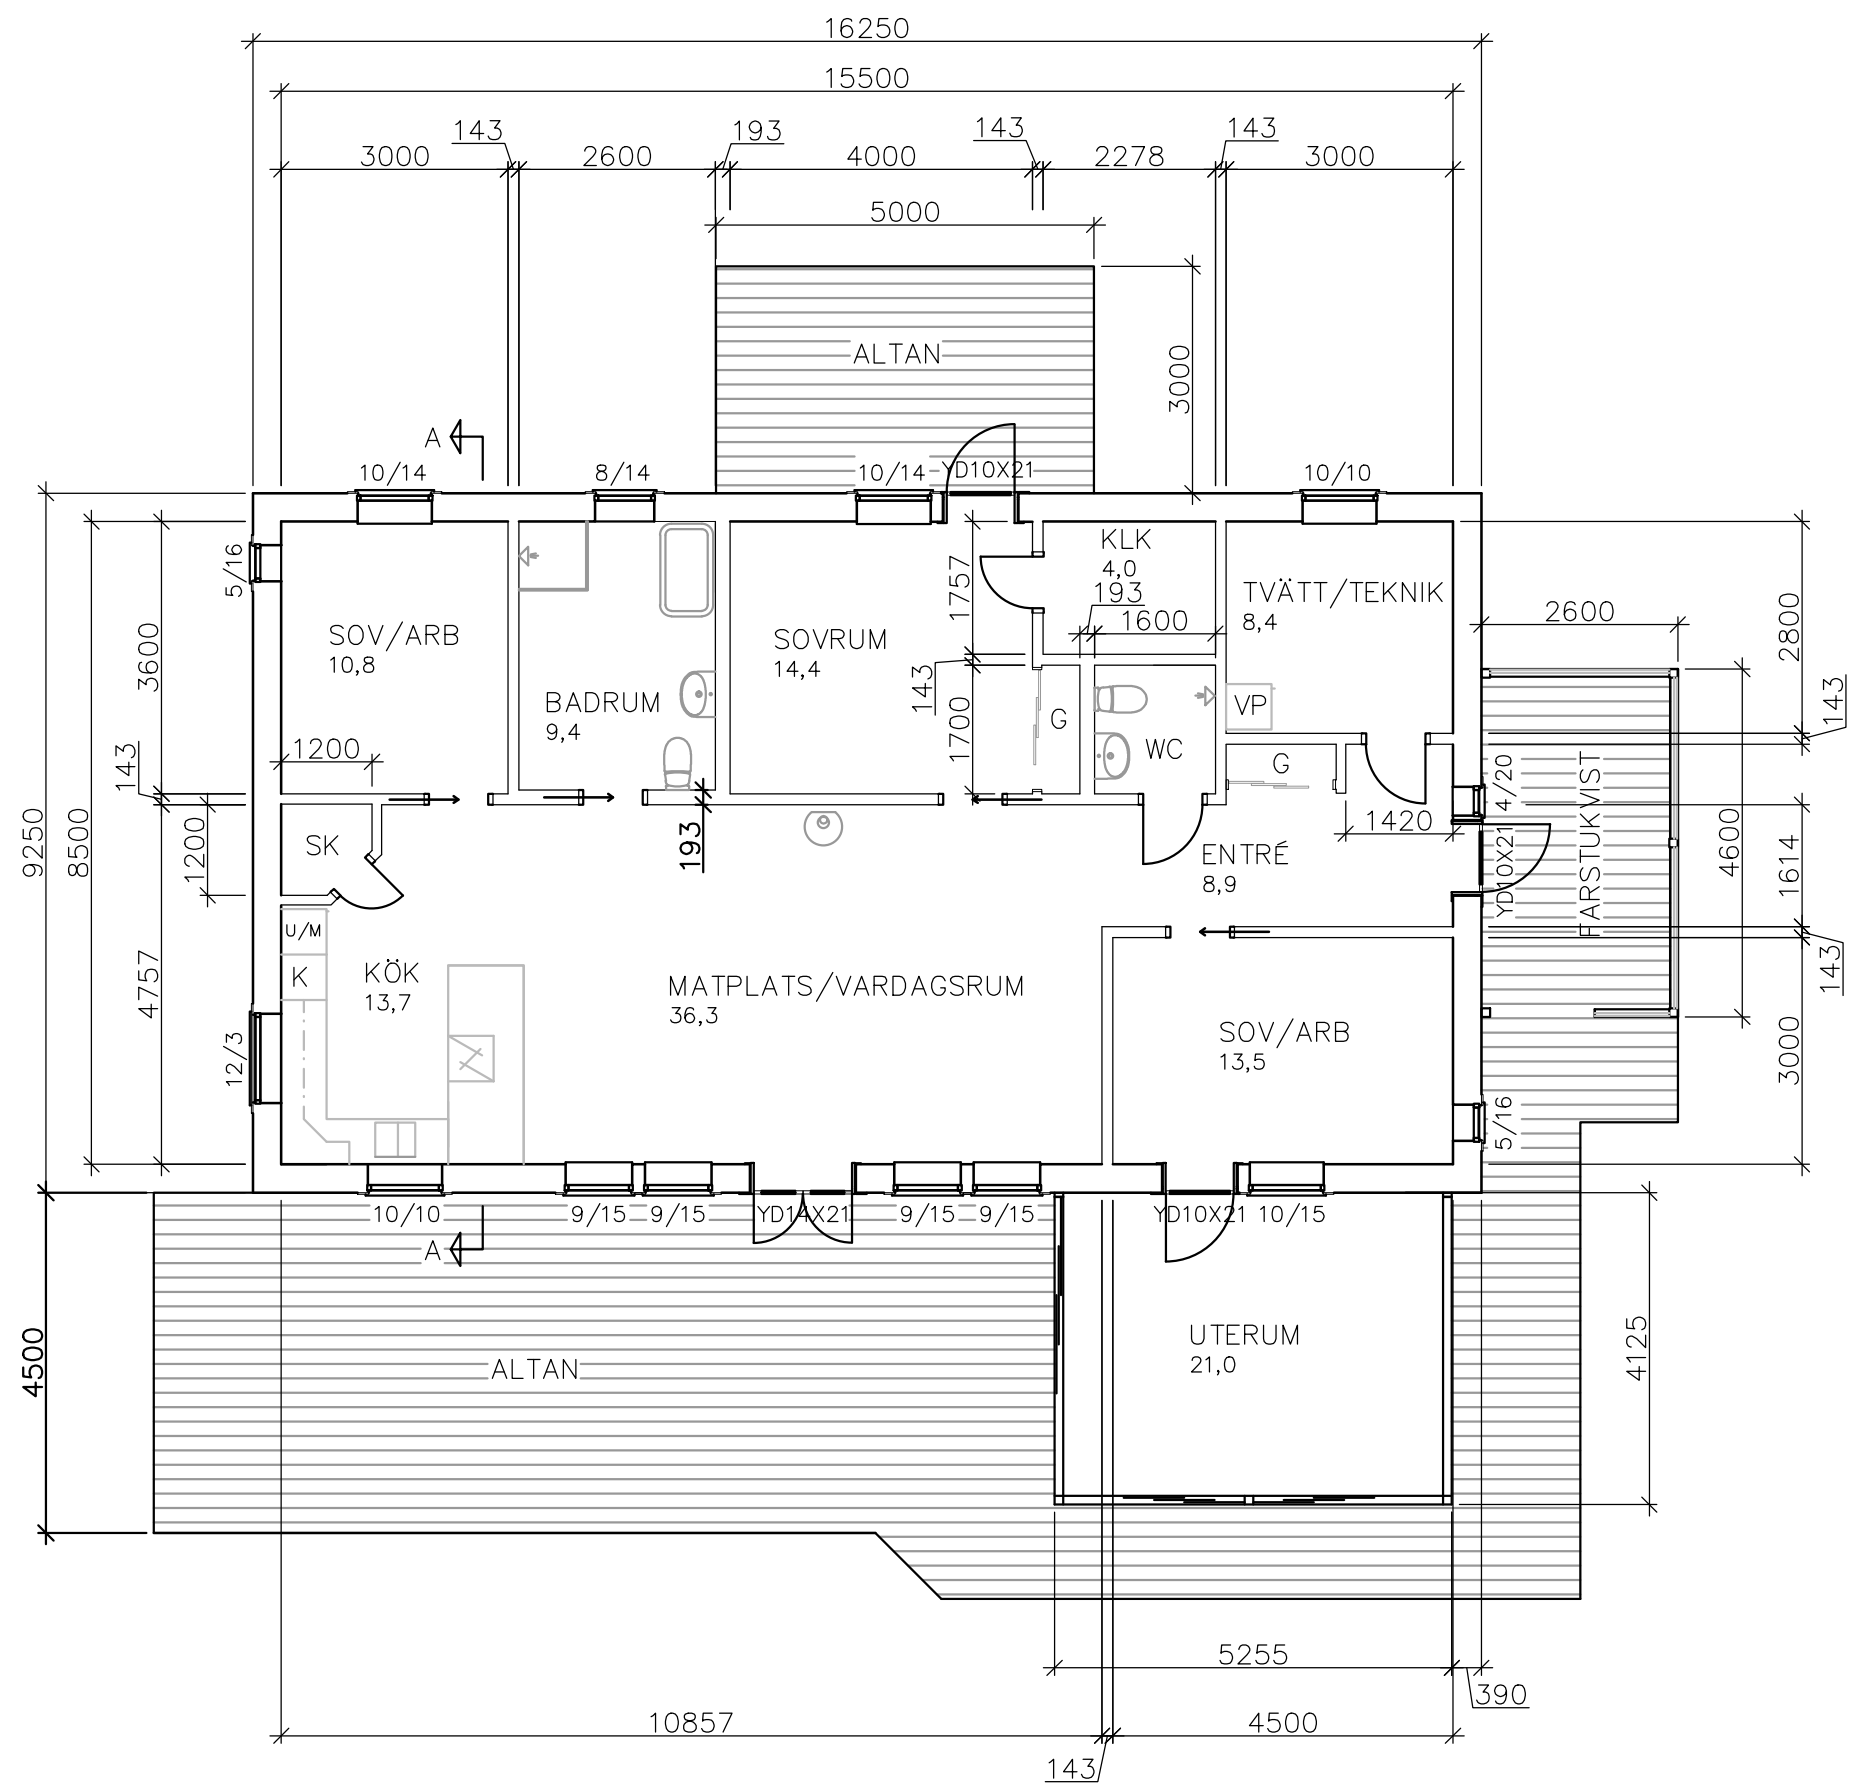 16250
15500
143
193
143
143
3000
2600
4000
2278
3000
5000
ALTAN
3000
A
10/14
8/14
10/14
YD10X21
10/10
5/16
KLK
4,0
1757
193
1600
TVÄTT/TEKNIK
8,4
2600
2800
SOV/ARB
10,8
SOVRUM
14,4
3600
143
BADRUM
9,4
143
1700
G
VP
WC
G
1200
143
4/20
FARSTUKVIST
4600
9250
8500
1200
SK
193
1420
ENTRÉ
8,9
YD10X21
1614
U/M
K
KÖK
13,7
4757
MATPLATS/VARDAGSRUM
36,3
143
SOV/ARB
13,5
12/3
3000
5/16
10/10
9/15
9/15
YD14X21
9/15
9/15
YD10X21
10/15
A
UTERUM
21,0
ALTAN
4500
4125
5255
390
10857
4500
143